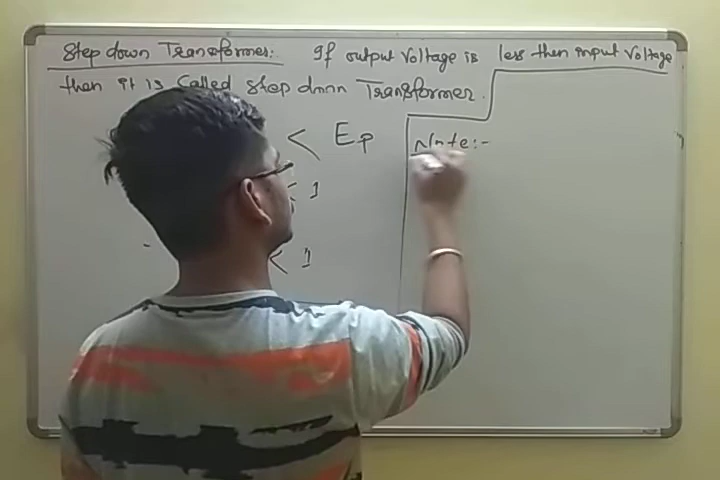 Step down Transformer: If output Voltage is less then input Voltage
then it is Called Step down Transformer.
< Ep
Note:-
< 1
< 1